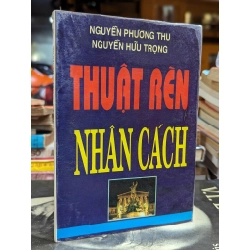 NGUYỄN PHƯƠNG THU
NGUYỄN HỮU TRỌNG
THUẬT RÈN
NHÂN CÁCH